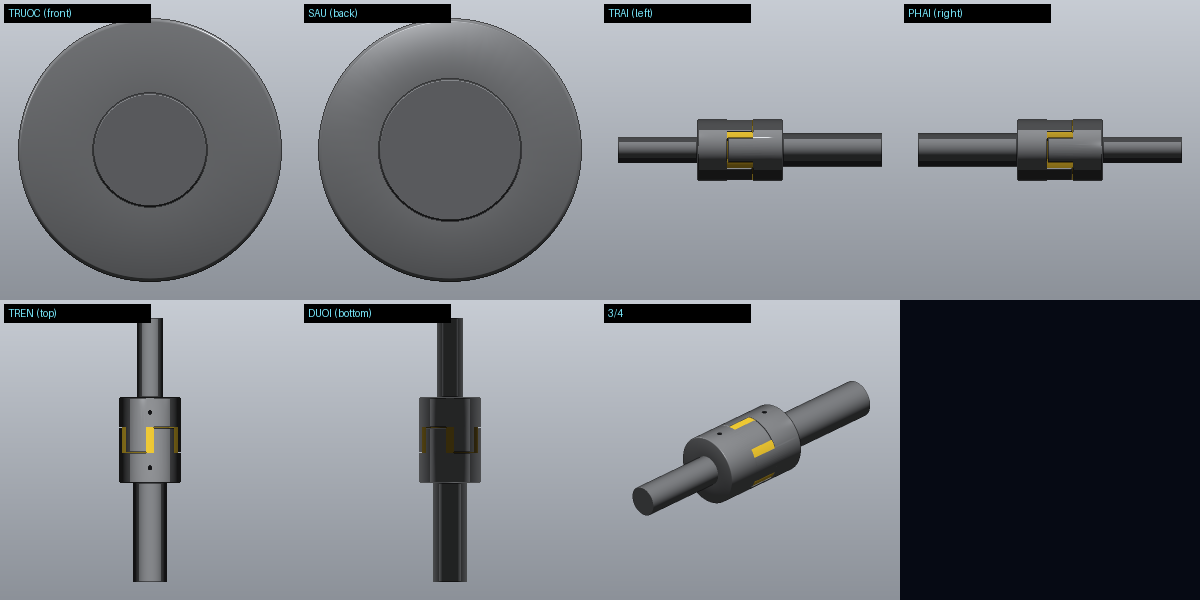 TRUOC (front)
SAU (back)
TRAI (left)
PHAI (right)
TREN (top)
DUOI (bottom)
3/4